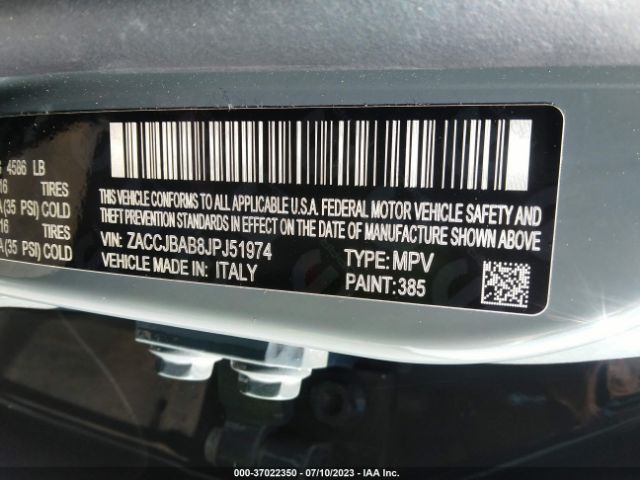 4586 LB
16 TIRES
(35 PSI) COLD
16 TIRES
(35 PSI) COLD
THIS VEHICLE CONFORMS TO ALL APPLICABLE U.S.A. FEDERAL MOTOR VEHICLE SAFETY AND
THEFT PREVENTION STANDARDS IN EFFECT ON THE DATE OF MANUFACTURE SHOWN ABOVE
VIN: ZACCJBAB8JPJ51974 TYPE: MPV
VEHICLE MADE IN: ITALY PAINT: 385
000-37022350 - 07/10/2023 - IAA Inc.